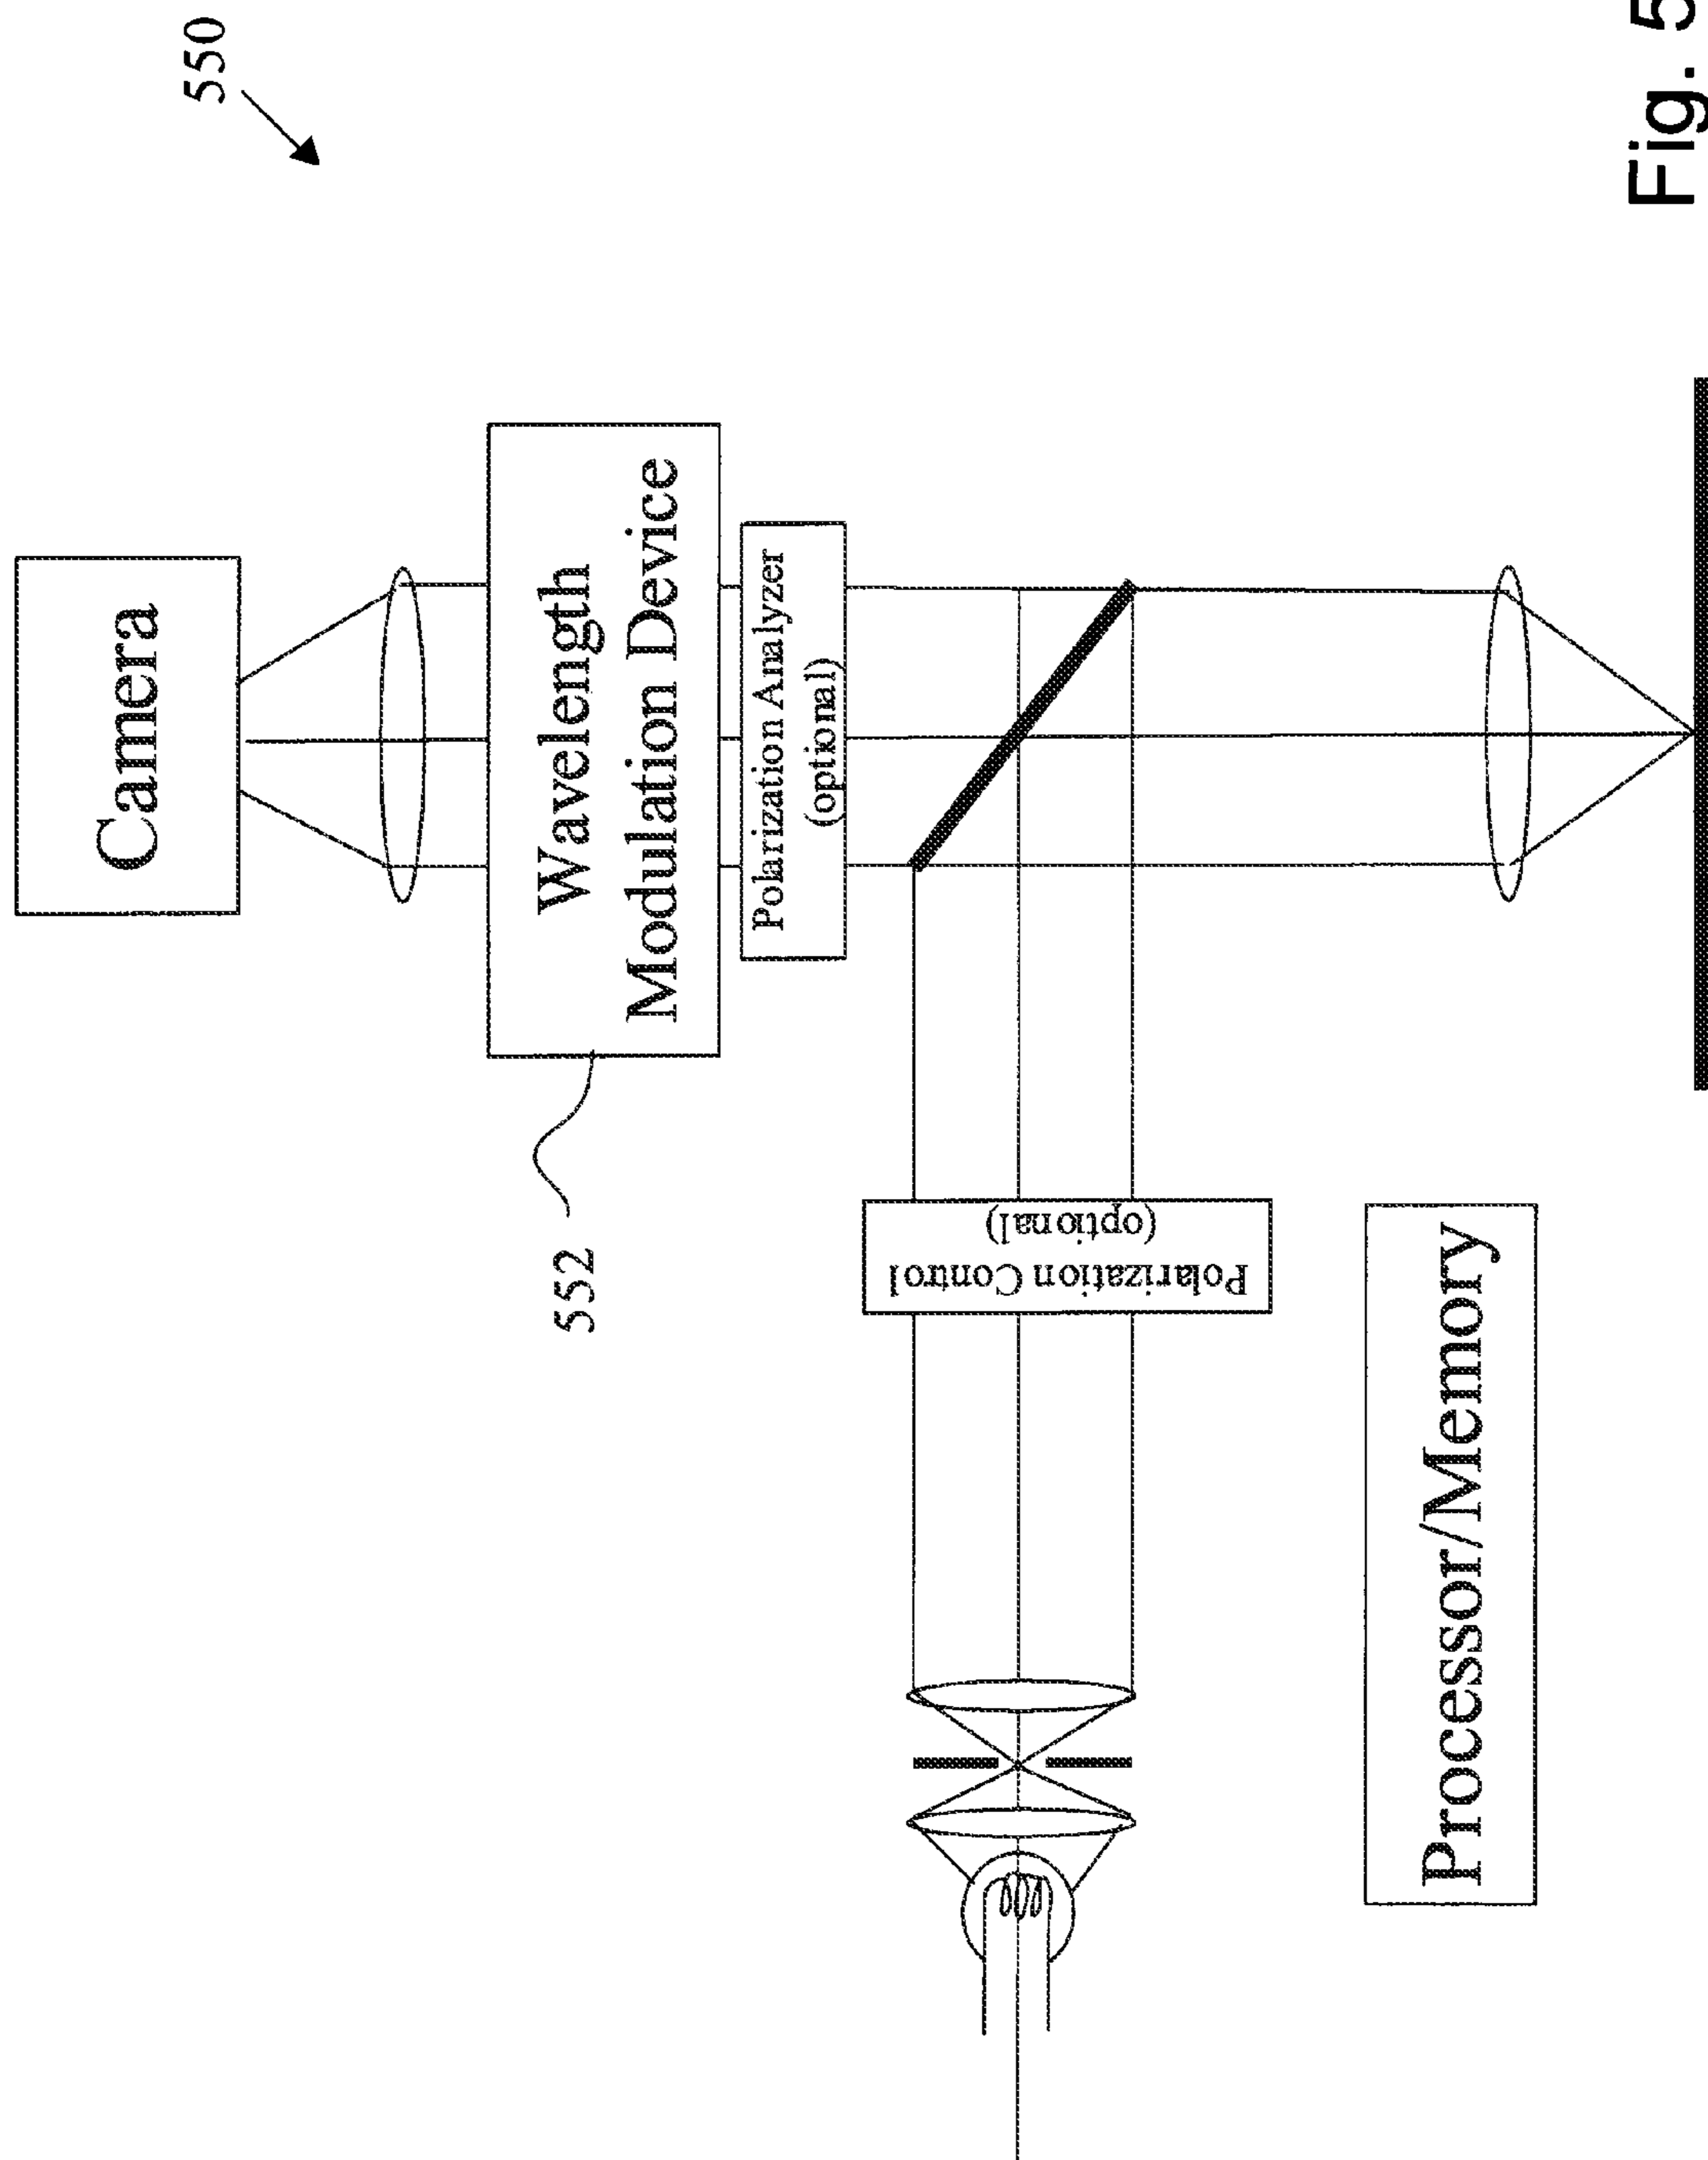 550
Camera
Wavelength
Modulation Device
Polarization Analyzer
(optional)
552
Polarization Control
(optional)
Processor/Memory
Fig. 5